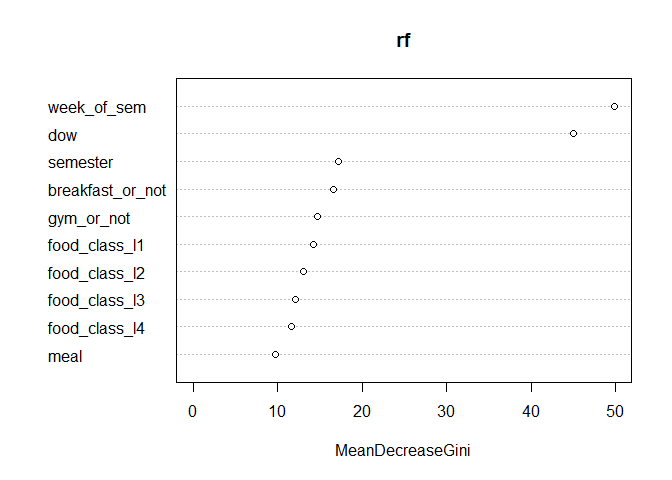 rf
week_of_sem
dow
semester
breakfast_or_not
gym_or_not
food_class_l1
food_class_l2
food_class_l3
food_class_l4
meal
0 10 20 30 40 50
MeanDecreaseGini